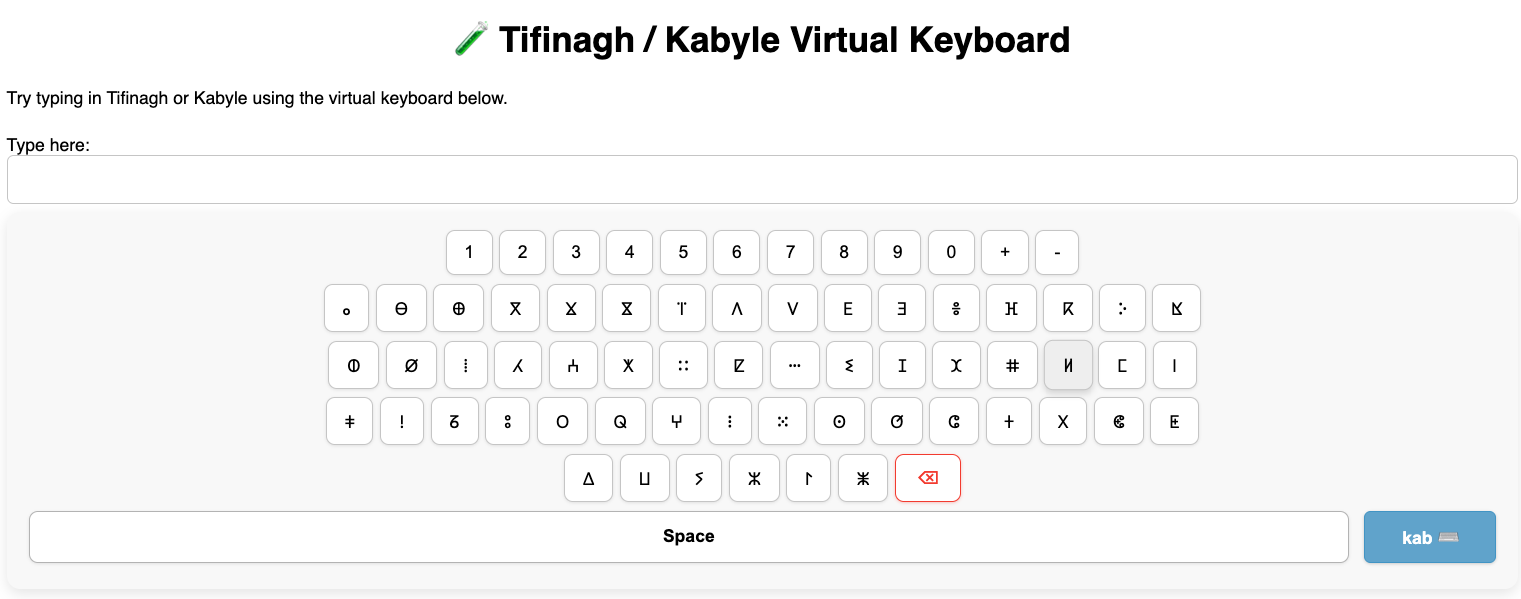 Tifinagh / Kabyle Virtual Keyboard
Try typing in Tifinagh or Kabyle using the virtual keyboard below.
Type here:
1 2 3 4 5 6 7 8 9 0 + -
ⴰ ⴱ ⴲ ⴳ ⴴ ⴵ ⴶ ⴷ ⴸ ⴹ ⴺ ⴻ ⴼ ⴽ ⴾ ⴿ
ⵀ ⵁ ⵂ ⵃ ⵄ ⵅ ⵆ ⵇ ⵈ ⵉ ⵊ ⵋ ⵌ ⵍ ⵎ ⵏ
ⵐ ⵑ ⵒ ⵓ ⵔ ⵕ ⵖ ⵗ ⵘ ⵙ ⵚ ⵛ ⵜ ⵝ ⵞ ⵟ
ⵠ ⵡ ⵢ ⵣ ⵤ ⵥ ⌫
Space kab ⌨️